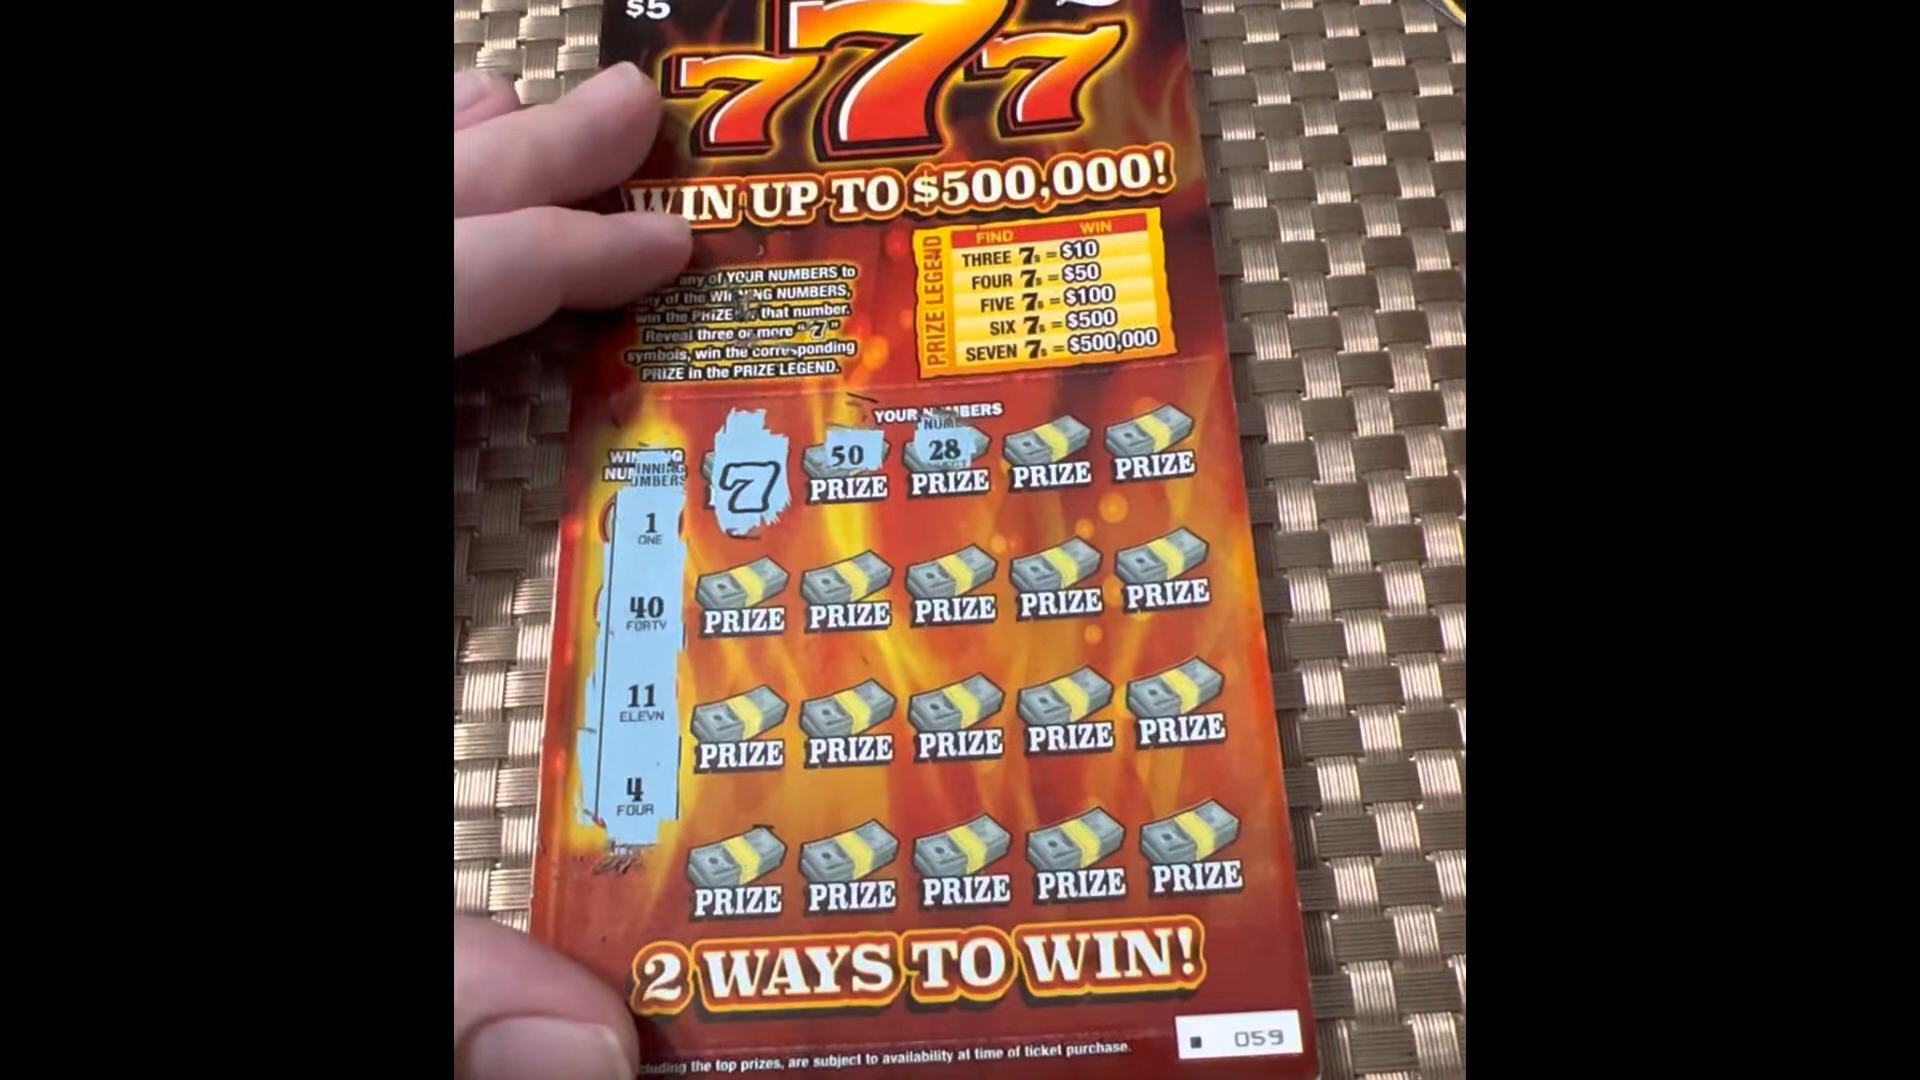 $5
777
WIN UP TO $500,000!
any of YOUR NUMBERS to
any of the WINNING NUMBERS,
win the PRIZE that number.
Reveal three or more "7"
symbols, win the corresponding
PRIZE in the PRIZE LEGEND.
PRIZE LEGEND
FIND WIN
THREE 7s = $10
FOUR 7s = $50
FIVE 7s = $100
SIX 7s = $500
SEVEN 7s = $500,000
YOUR NUMBERS
WINNING
NUMBERS
1
ONE
40
FORTY
11
ELEVN
4
FOUR
7 50 28
PRIZE PRIZE PRIZE PRIZE
PRIZE PRIZE PRIZE PRIZE PRIZE
PRIZE PRIZE PRIZE PRIZE PRIZE
PRIZE PRIZE PRIZE PRIZE PRIZE
2 WAYS TO WIN!
059
the top prizes, are subject to availability at time of ticket purchase.